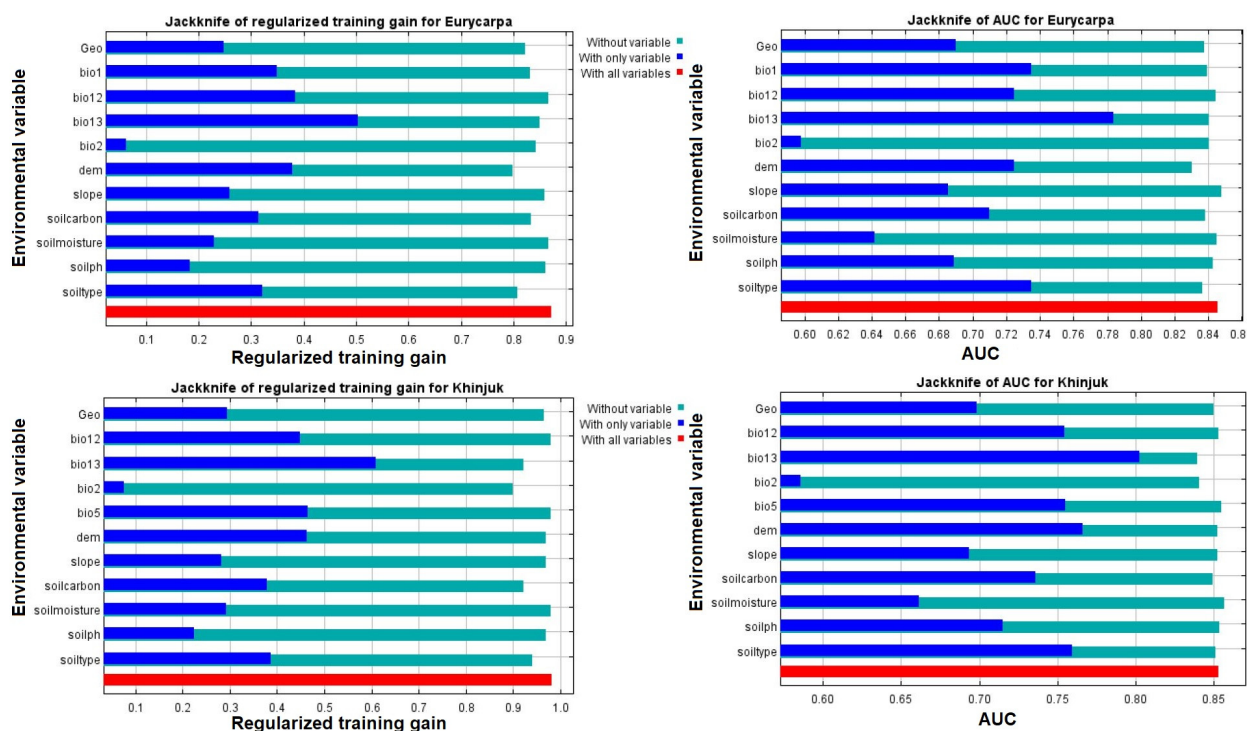 Jackknife of regularized training gain for Eurycarpa
Environmental variable
Geo
bio1
bio12
bio13
bio2
dem
slope
soilcarbon
soilmoisture
soilph
soiltype
0.1 0.2 0.3 0.4 0.5 0.6 0.7 0.8 0.9
Regularized training gain
Without variable
With only variable
With all variables
Jackknife of AUC for Eurycarpa
Environmental variable
Geo
bio1
bio12
bio13
bio2
dem
slope
soilcarbon
soilmoisture
soilph
soiltype
0.60 0.62 0.64 0.66 0.68 0.70 0.72 0.74 0.76 0.78 0.80 0.82 0.84 0.8
AUC
Jackknife of regularized training gain for Khinjuk
Environmental variable
Geo
bio12
bio13
bio2
bio5
dem
slope
soilcarbon
soilmoisture
soilph
soiltype
0.1 0.2 0.3 0.4 0.5 0.6 0.7 0.8 0.9 1.0
Regularized training gain
Without variable
With only variable
With all variables
Jackknife of AUC for Khinjuk
Environmental variable
Geo
bio12
bio13
bio2
bio5
dem
slope
soilcarbon
soilmoisture
soilph
soiltype
0.60 0.65 0.70 0.75 0.80 0.85
AUC